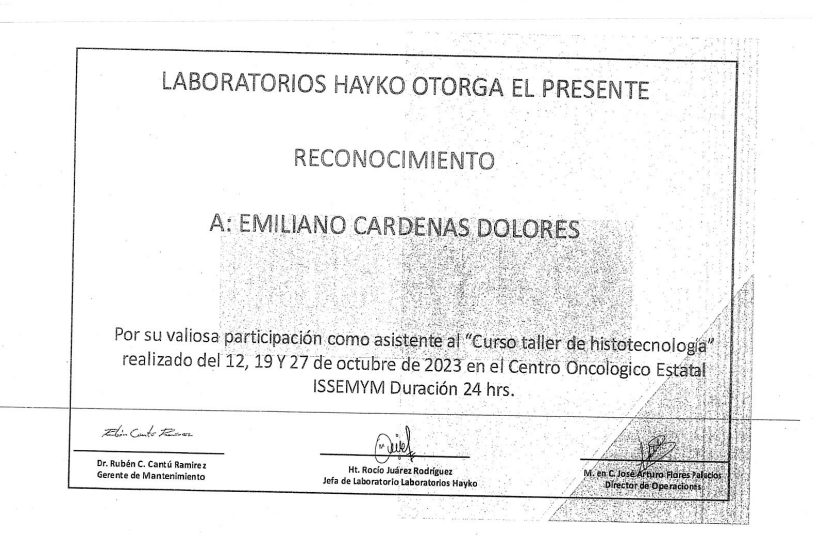 LABORATORIOS HAYKO OTORGA EL PRESENTE
RECONOCIMIENTO
A: EMILIANO CARDENAS DOLORES
Por su valiosa participación como asistente al "Curso taller de histotecnología"
realizado del 12, 19 Y 27 de octubre de 2023 en el Centro Oncologico Estatal
ISSEMYM Duración 24 hrs.
Dr. Rubén C. Cantú Ramirez
Gerente de Mantenimiento
Ht. Rocío Juárez Rodríguez
Jefa de Laboratorio Laboratorios Hayko
M. en C. José Arturo Flores Palacios
Director de Operaciones